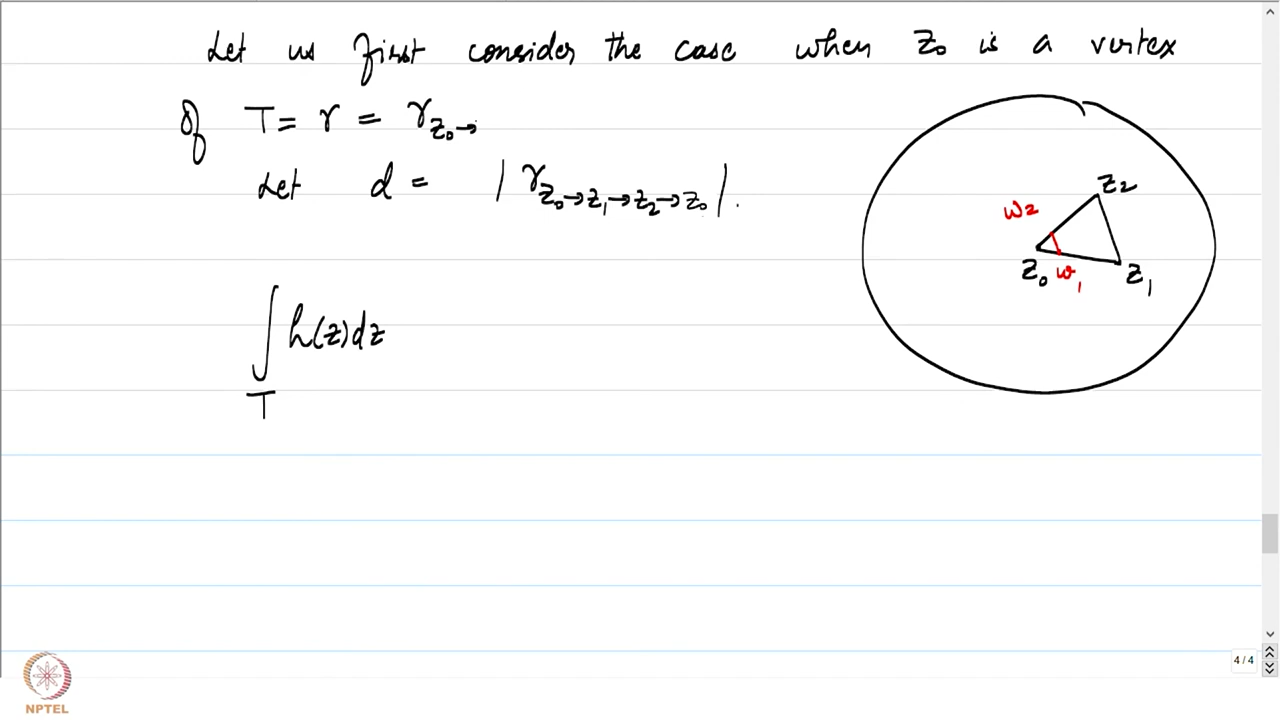 Let us first consider the case when z₀ is a vertex
of T = γ = γ_{z₀→
Let d = | γ_{z₀→z₁→z₂→z₀} |.
∫_T h(z)dz
z₂
w₂
z₀ w₁ z₁
4 / 4
NPTEL